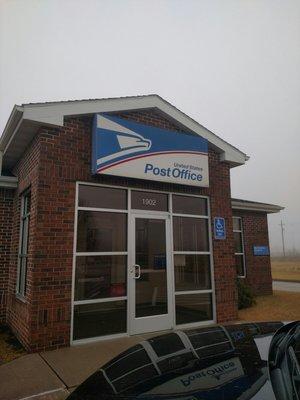 United States
Post Office
1902